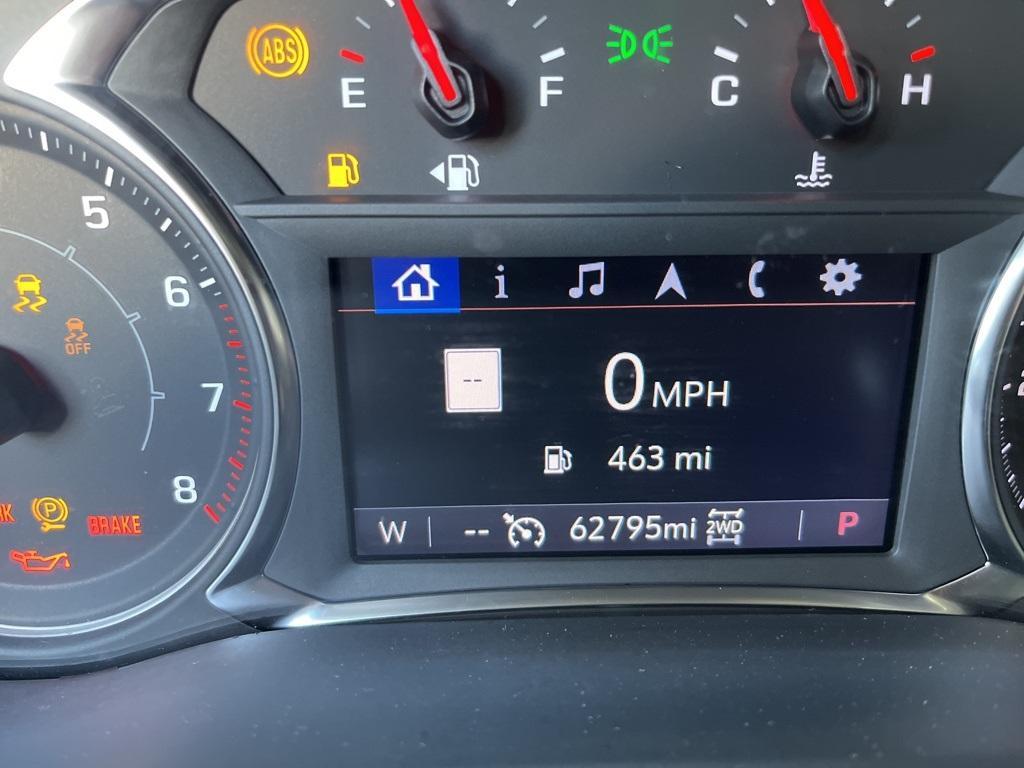 ABS
E F C H
5
6
OFF
7
-- 0 MPH
463 mi
8
P BRAKE
W -- 62795mi 2WD P